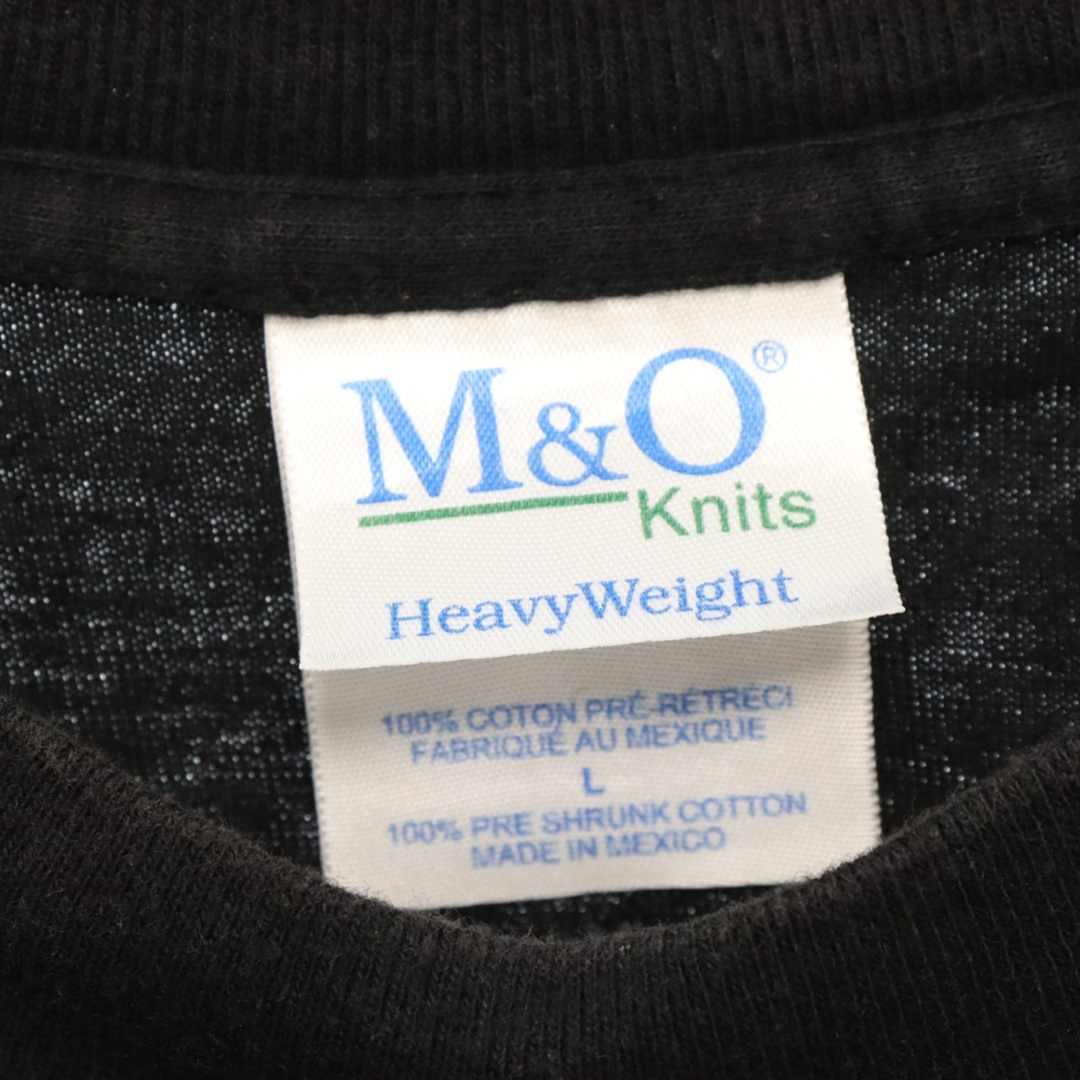 M&O®
Knits
HeavyWeight
100% COTON PRÉ-RÉTRÉCI
FABRIQUÉ AU MEXIQUE
L
100% PRE SHRUNK COTTON
MADE IN MEXICO